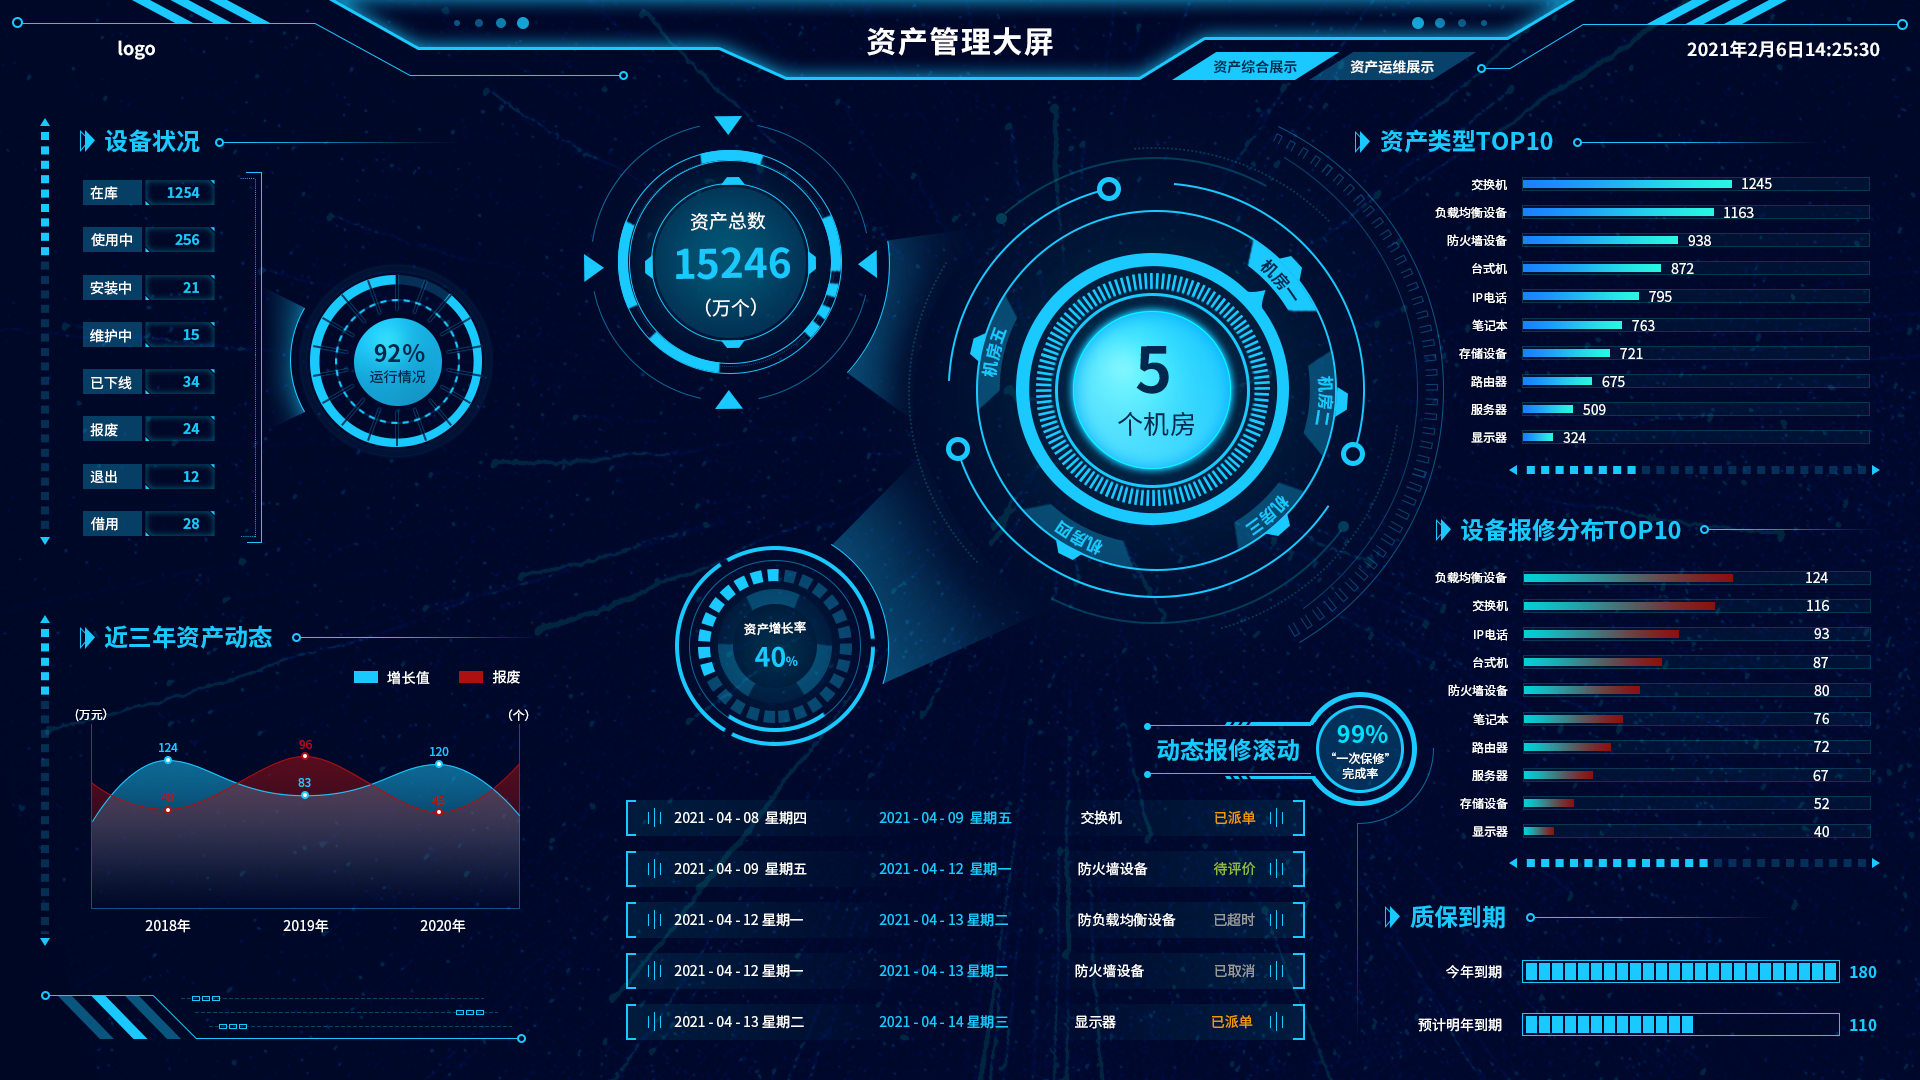 logo
资产管理大屏
资产综合展示
资产运维展示
2021年2月6日14:25:30
设备状况
在库 1254
使用中 256
安装中 21
维护中 15
已下线 34
报废 24
退出 12
借用 28
92%
运行情况
资产总数
15246
(万个)
资产增长率
40%
5
个机房
机房一
机房二
机房三
机房四
机房五
资产类型TOP10
交换机 1245
负载均衡设备 1163
防火墙设备 938
台式机 872
IP电话 795
笔记本 763
存储设备 721
路由器 675
服务器 509
显示器 324
设备报修分布TOP10
负载均衡设备 124
交换机 116
IP电话 93
台式机 87
防火墙设备 80
笔记本 76
路由器 72
服务器 67
存储设备 52
显示器 40
质保到期
今年到期 180
预计明年到期 110
近三年资产动态
增长值 报废
(万元) (个)
124 96 120
83
2018年 2019年 2020年
动态报修滚动
99%
“一次保修”
完成率
2021-04-08 星期四 2021-04-09 星期五 交换机 已派单
2021-04-09 星期五 2021-04-12 星期一 防火墙设备 待评价
2021-04-12 星期一 2021-04-13 星期二 防负载均衡设备 已超时
2021-04-12 星期一 2021-04-13 星期二 防火墙设备 已取消
2021-04-13 星期二 2021-04-14 星期三 显示器 已派单